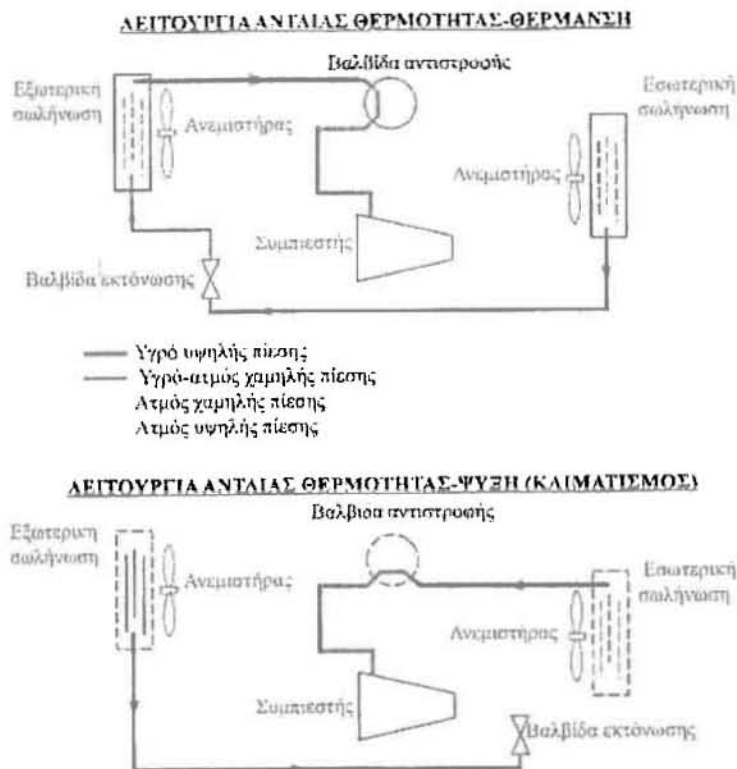 ΛΕΙΤΟΥΡΓΙΑ ΑΝΤΛΙΑΣ ΘΕΡΜΟΤΗΤΑΣ-ΘΕΡΜΑΝΣΗ
Βαλβίδα αντιστροφής
Εξωτερική
σωλήνωση
Εσωτερική
σωλήνωση
Ανεμιστήρας
Ανεμιστήρας
Συμπιεστής
Βαλβίδα εκτόνωσης
Υγρό υψηλής πίεσης
Υγρό-ατμός χαμηλής πίεσης
Ατμός χαμηλής πίεσης
Ατμός υψηλής πίεσης
ΛΕΙΤΟΥΡΓΙΑ ΑΝΤΛΙΑΣ ΘΕΡΜΟΤΗΤΑΣ-ΨΥΞΗ (ΚΛΙΜΑΤΙΣΜΟΣ)
Βαλβίδα αντιστροφής
Εξωτερική
σωλήνωση
Ανεμιστήρας
Εσωτερική
σωλήνωση
Ανεμιστήρας
Συμπιεστής
Βαλβίδα εκτόνωσης